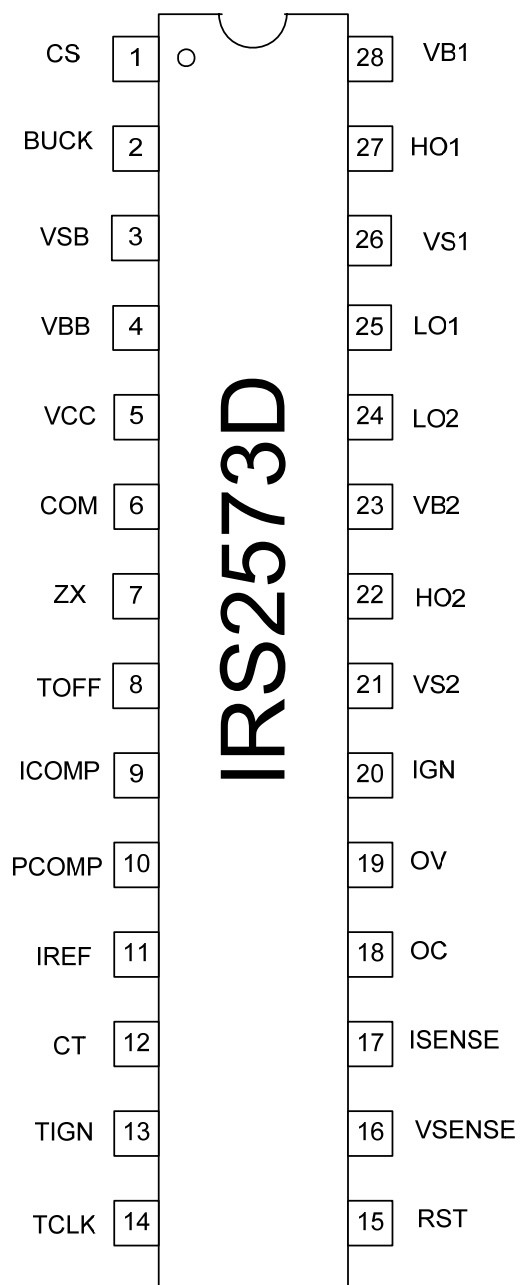 CS 1 28 VB1
BUCK 2 27 HO1
VSB 3 26 VS1
VBB 4 25 LO1
VCC 5 24 LO2
COM 6 23 VB2
ZX 7 22 HO2
TOFF 8 21 VS2
ICOMP 9 20 IGN
PCOMP 10 19 OV
IREF 11 18 OC
CT 12 17 ISENSE
TIGN 13 16 VSENSE
TCLK 14 15 RST
IRS2573D